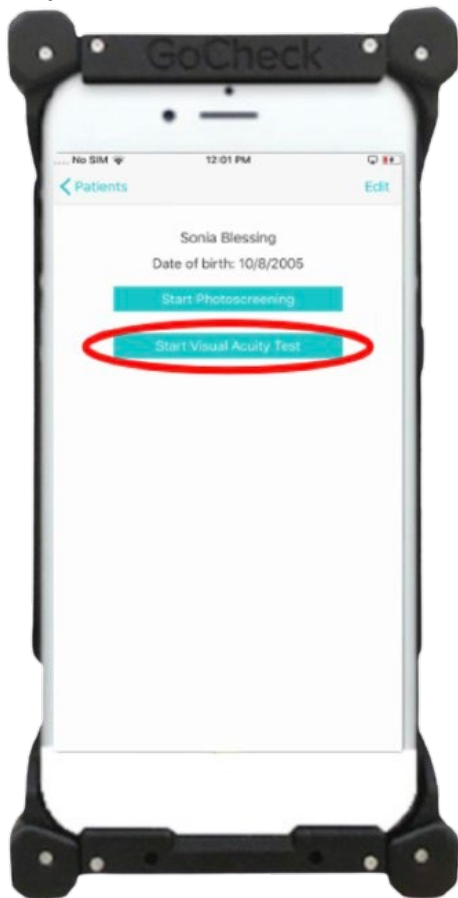 GoCheck
.... No SIM 12:01 PM
Patients Edit
Sonia Blessing
Date of birth: 10/8/2005
Start Photoscreening
Start Visual Acuity Test